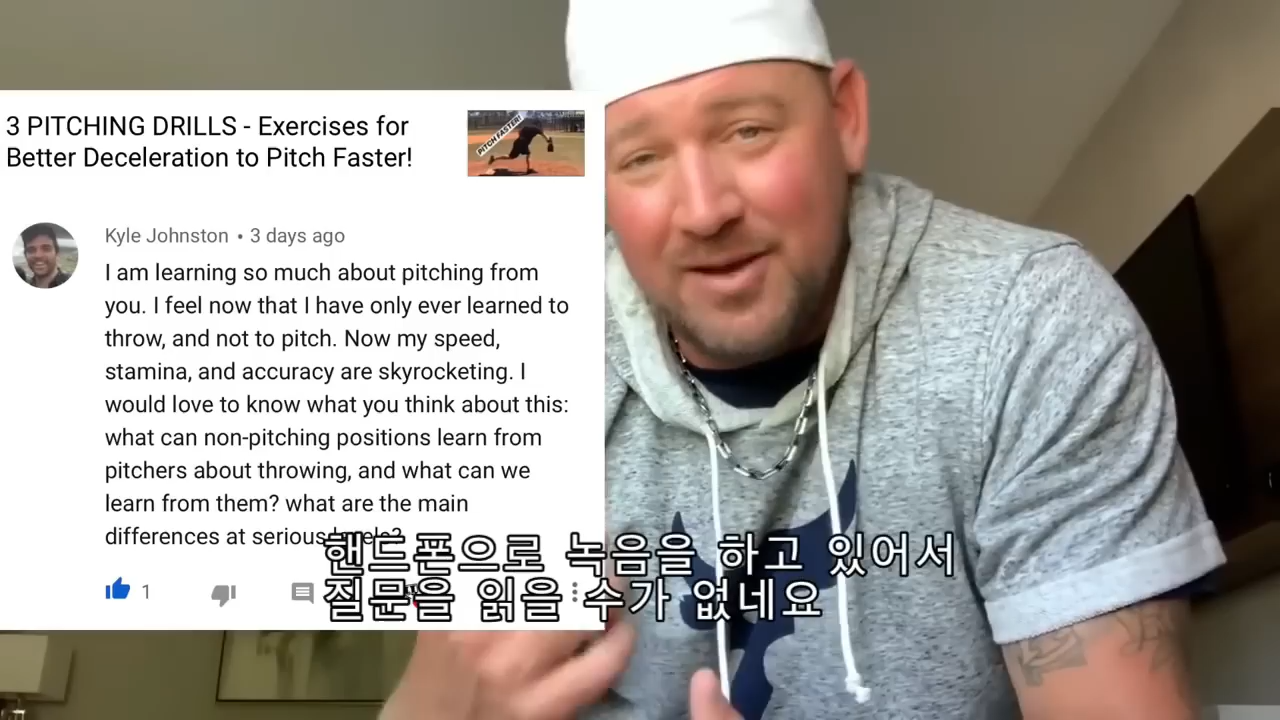 3 PITCHING DRILLS - Exercises for
Better Deceleration to Pitch Faster!
PITCH FASTER!
Kyle Johnston • 3 days ago
I am learning so much about pitching from
you. I feel now that I have only ever learned to
throw, and not to pitch. Now my speed,
stamina, and accuracy are skyrocketing. I
would love to know what you think about this:
what can non-pitching positions learn from
pitchers about throwing, and what can we
learn from them? what are the main
differences at serious
핸드폰으로 녹음을 하고 있어서
질문을 읽을 수가 없네요
1